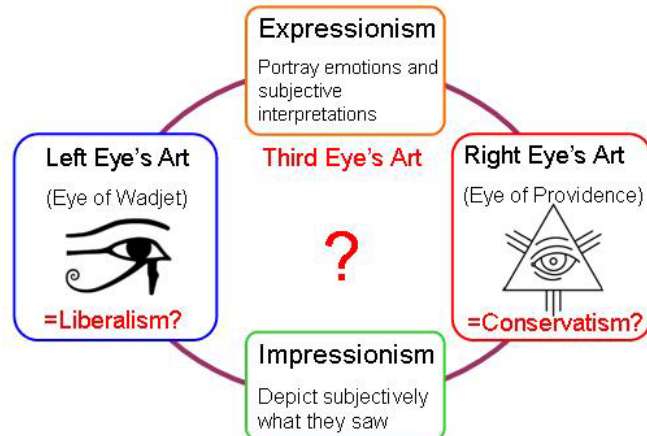 Expressionism
Portray emotions and
subjective
interpretations
Left Eye's Art
(Eye of Wadjet)
=Liberalism?
Third Eye's Art
?
Right Eye's Art
(Eye of Providence)
=Conservatism?
Impressionism
Depict subjectively
what they saw